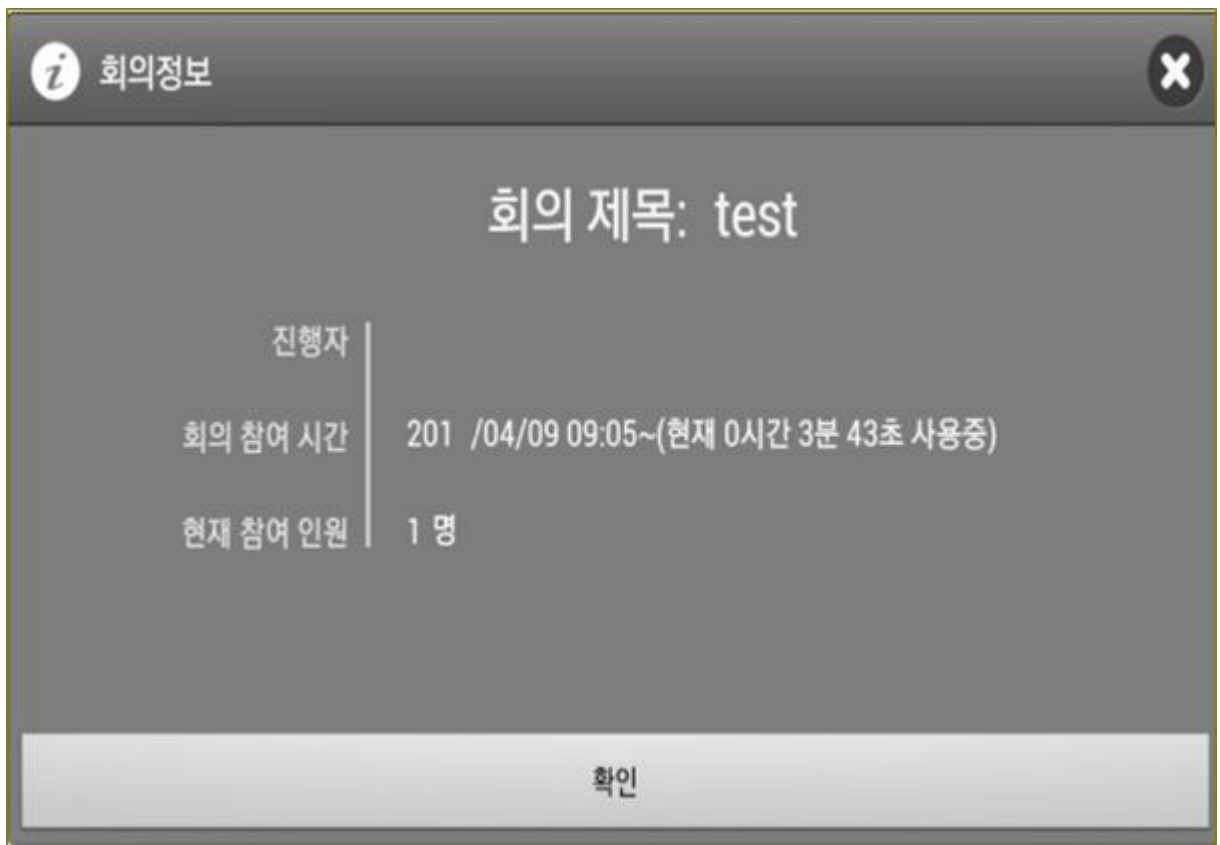 회의정보
회의 제목: test
진행자
회의 참여 시간 201 /04/09 09:05~(현재 0시간 3분 43초 사용중)
현재 참여 인원 1 명
확인